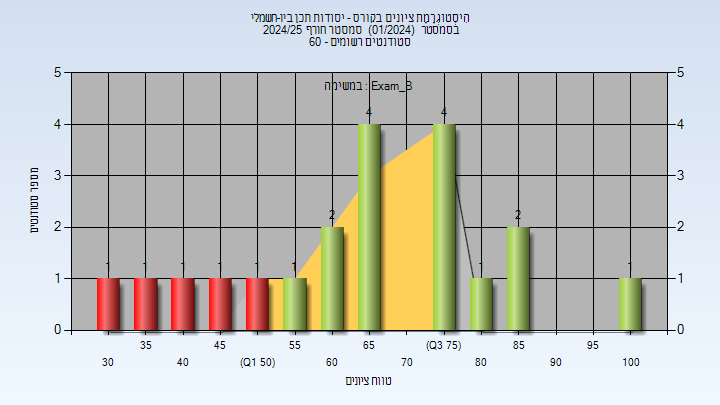 היסטוגרמת ציונים בקורס - יסודות תכן ביו-חשמלי
בסמסטר (01/2024) סמסטר חורף 2024/25
סטודנטים רשומים - 60
במשימה : Exam_B
מספר סטודנטים
5 5
4 4
3 3
2 2
1 1
0 0
1 1 1 1 1 1 2 4 4 1 2 1
35 45 55 65 (Q3 75) 85 95
30 40 (Q1 50) 60 70 80 90 100
טווח ציונים